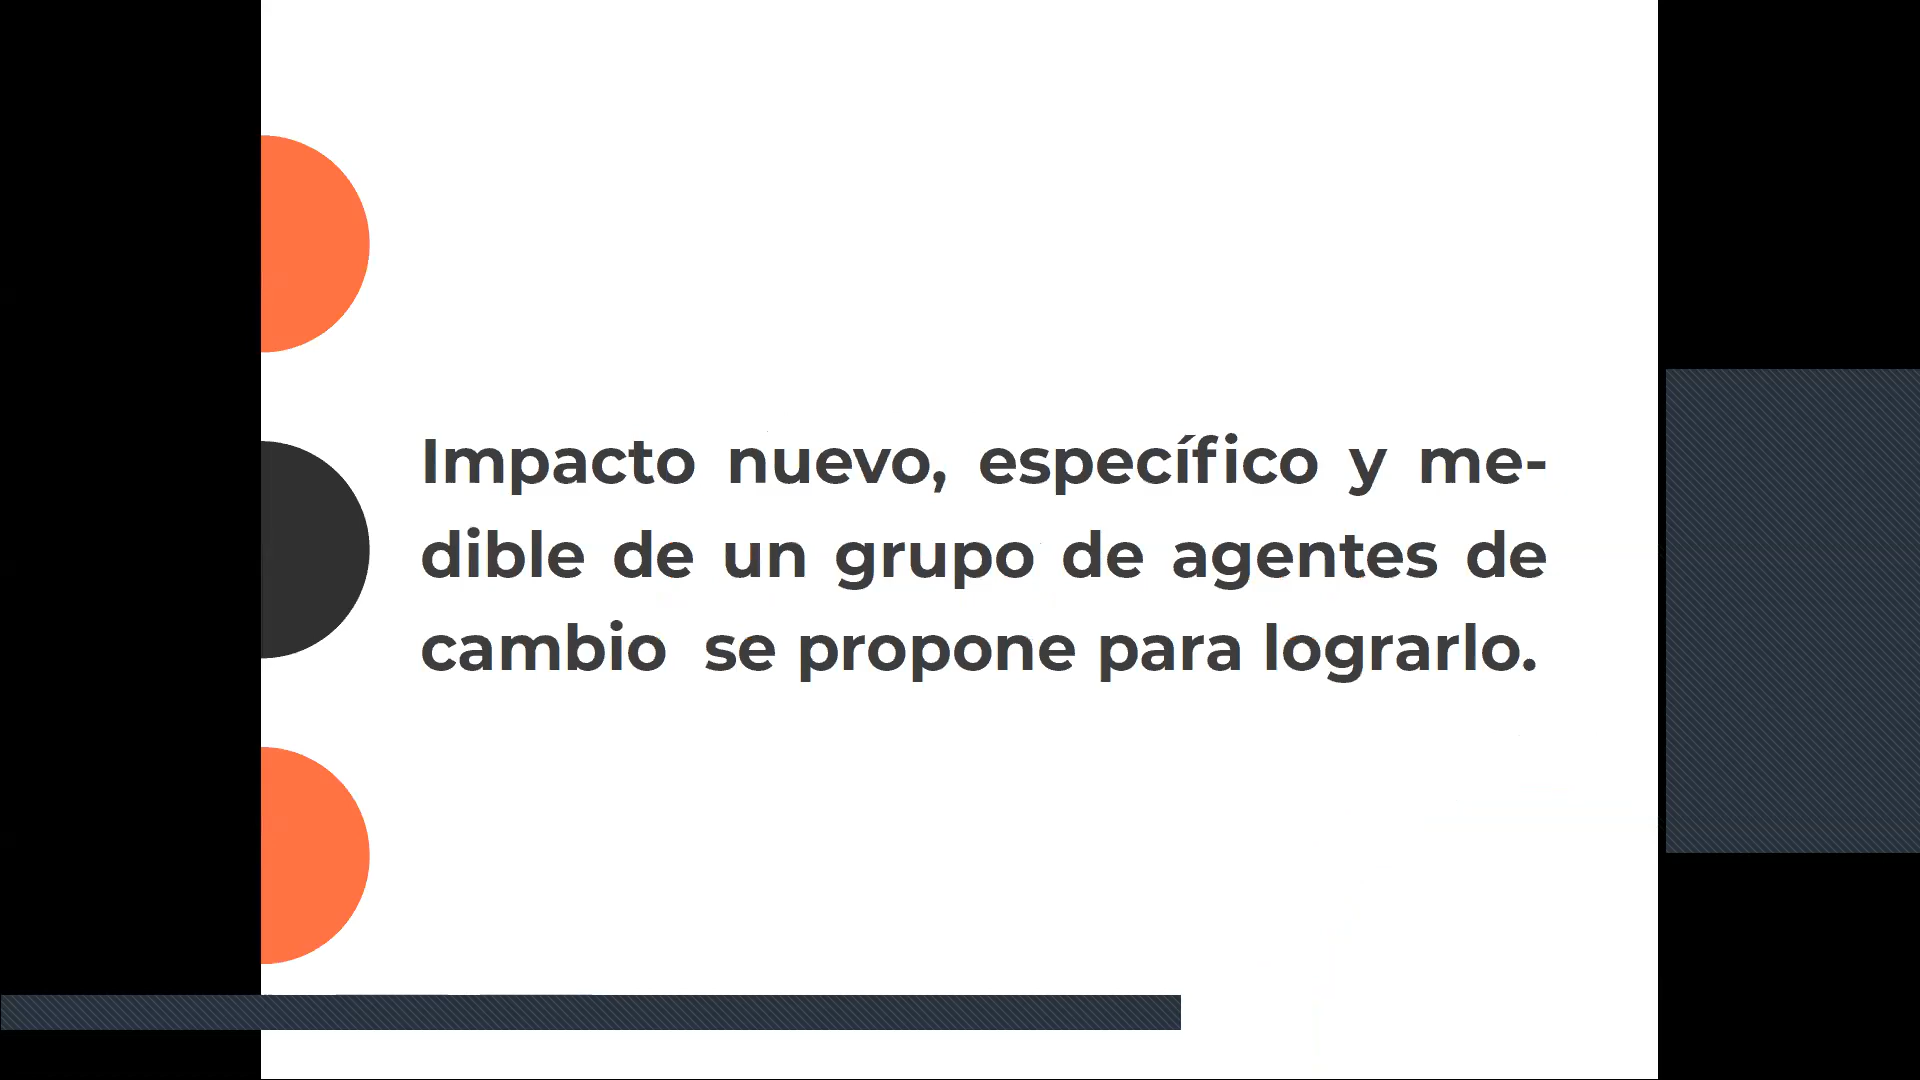 Impacto nuevo, específico y me-
dible de un grupo de agentes de
cambio  se propone para lograrlo.